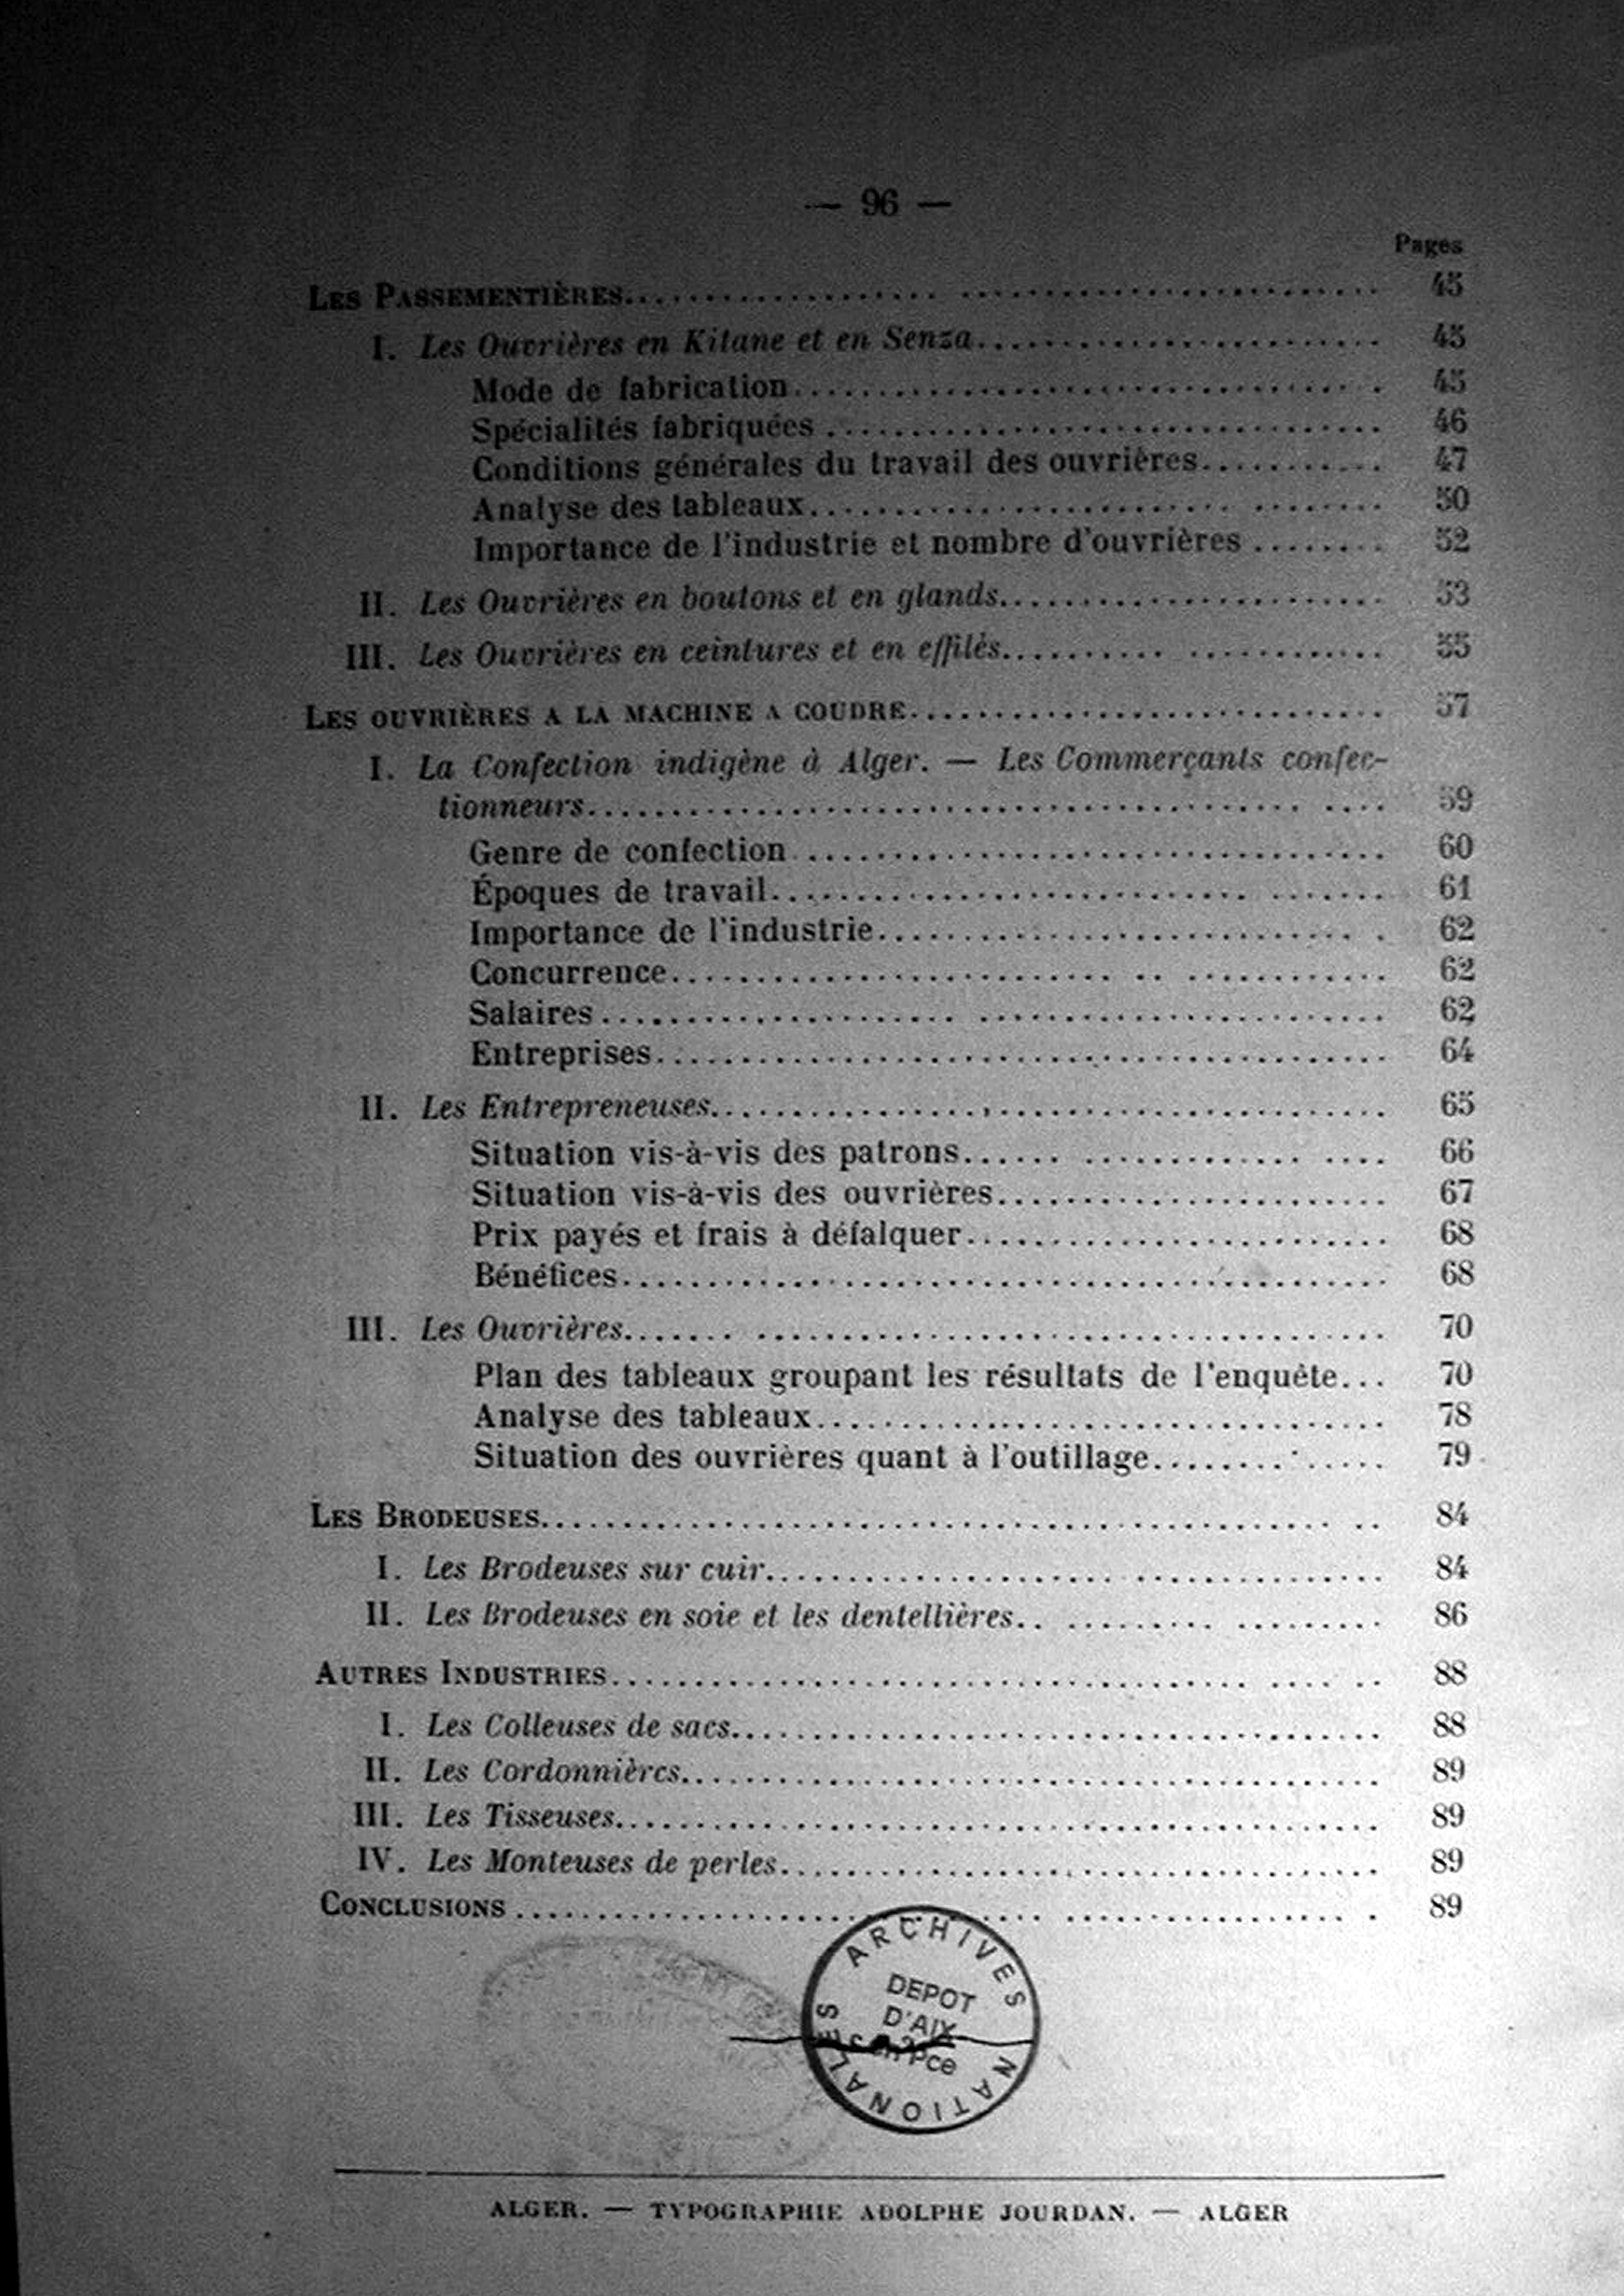 — 96 —
Pages
LES PASSEMENTIÈRES........ 45
I. Les Ouvrières en Kitane et en Senza........ 45
Mode de fabrication........ 45
Spécialités fabriquées........ 46
Conditions générales du travail des ouvrières........ 47
Analyse des tableaux........ 50
Importance de l'industrie et nombre d'ouvrières........ 52
II. Les Ouvrières en boutons et en glands........ 53
III. Les Ouvrières en ceintures et en effilés........ 55
LES OUVRIÈRES A LA MACHINE A COUDRE........ 57
I. La Confection indigène à Alger. — Les Commerçants confec-
tionneurs........ 59
Genre de confection........ 60
Époques de travail........ 61
Importance de l'industrie........ 62
Concurrence........ 62
Salaires........ 62
Entreprises........ 64
II. Les Entrepreneuses........ 65
Situation vis-à-vis des patrons........ 66
Situation vis-à-vis des ouvrières........ 67
Prix payés et frais à défalquer........ 68
Bénéfices........ 68
III. Les Ouvrières........ 70
Plan des tableaux groupant les résultats de l'enquête... 70
Analyse des tableaux........ 78
Situation des ouvrières quant à l'outillage........ 79
LES BRODEUSES........ 84
I. Les Brodeuses sur cuir........ 84
II. Les Brodeuses en soie et les dentellières........ 86
AUTRES INDUSTRIES........ 88
I. Les Colleuses de sacs........ 88
II. Les Cordonnières........ 89
III. Les Tisseuses........ 89
IV. Les Monteuses de perles........ 89
CONCLUSIONS........ 89
ARCHIVES NATIONALES
DEPOT
D'AIX
en Pce
ALGER. — TYPOGRAPHIE ADOLPHE JOURDAN. — ALGER